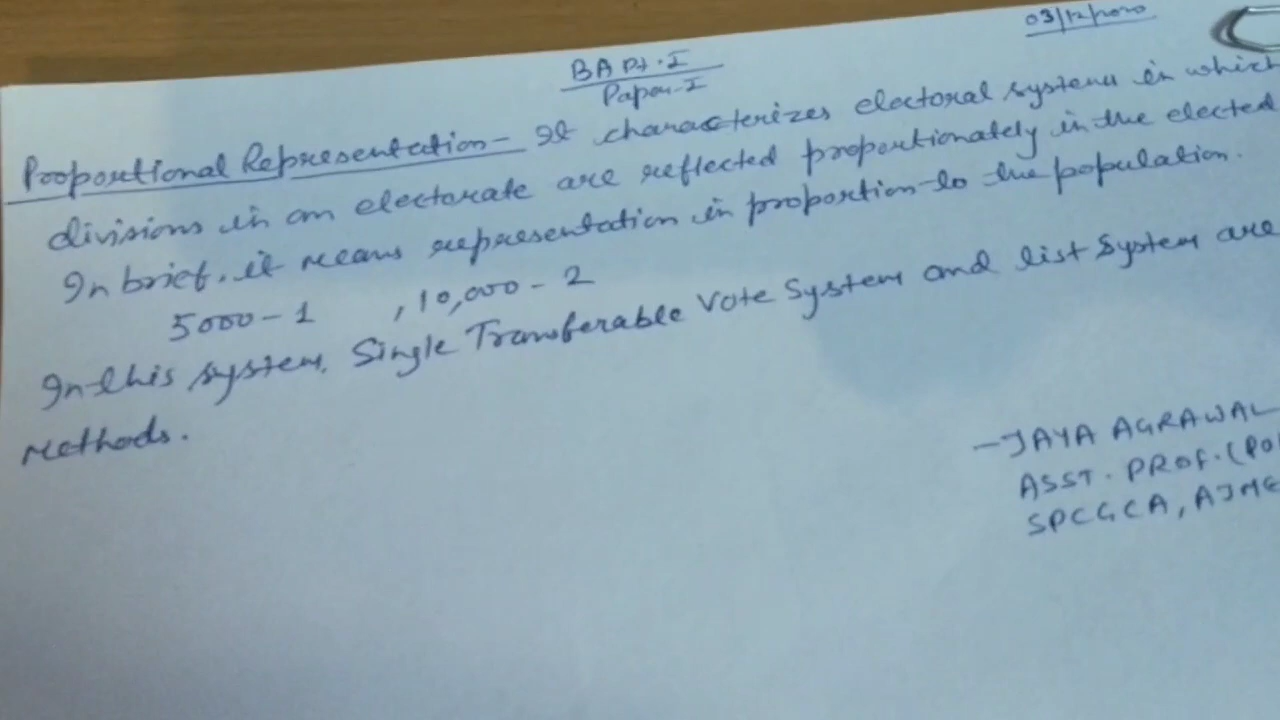 03/12/2020
BA Pt. I
Paper-I
Proportional Representation - It characterizes electoral systems in which
divisions in an electorate are reflected proportionately in the elected
In brief, it means representation in proportion to the population.
5000-1 , 10,000-2
In this system, Single Transferable Vote System and list System are
methods.
-JAYA AGRAWAL
ASST. PROF. (POL
SPCGCA, AJME